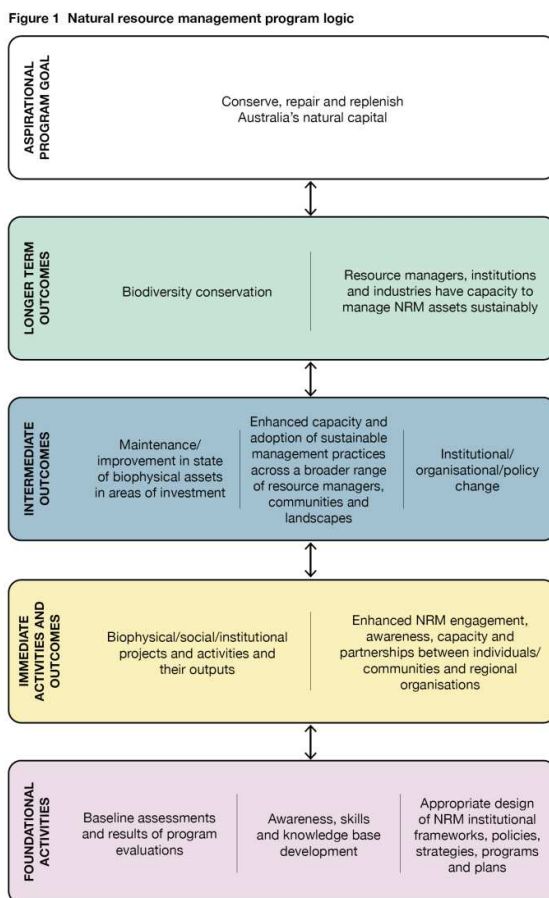 Figure 1 Natural resource management program logic
ASPIRATIONAL
PROGRAM GOAL
Conserve, repair and replenish
Australia's natural capital
LONGER TERM
OUTCOMES
Biodiversity conservation
Resource managers, institutions
and industries have capacity to
manage NRM assets sustainably
INTERMEDIATE
OUTCOMES
Maintenance/
improvement in state
of biophysical assets
in areas of investment
Enhanced capacity and
adoption of sustainable
management practices
across a broader range
of resource managers,
communities and
landscapes
Institutional/
organisational/policy
change
IMMEDIATE
ACTIVITIES AND
OUTCOMES
Biophysical/social/institutional
projects and activities and
their outputs
Enhanced NRM engagement,
awareness, capacity and
partnerships between individuals/
communities and regional
organisations
FOUNDATIONAL
ACTIVITIES
Baseline assessments
and results of program
evaluations
Awareness, skills
and knowledge base
development
Appropriate design
of NRM institutional
frameworks, policies,
strategies, programs
and plans